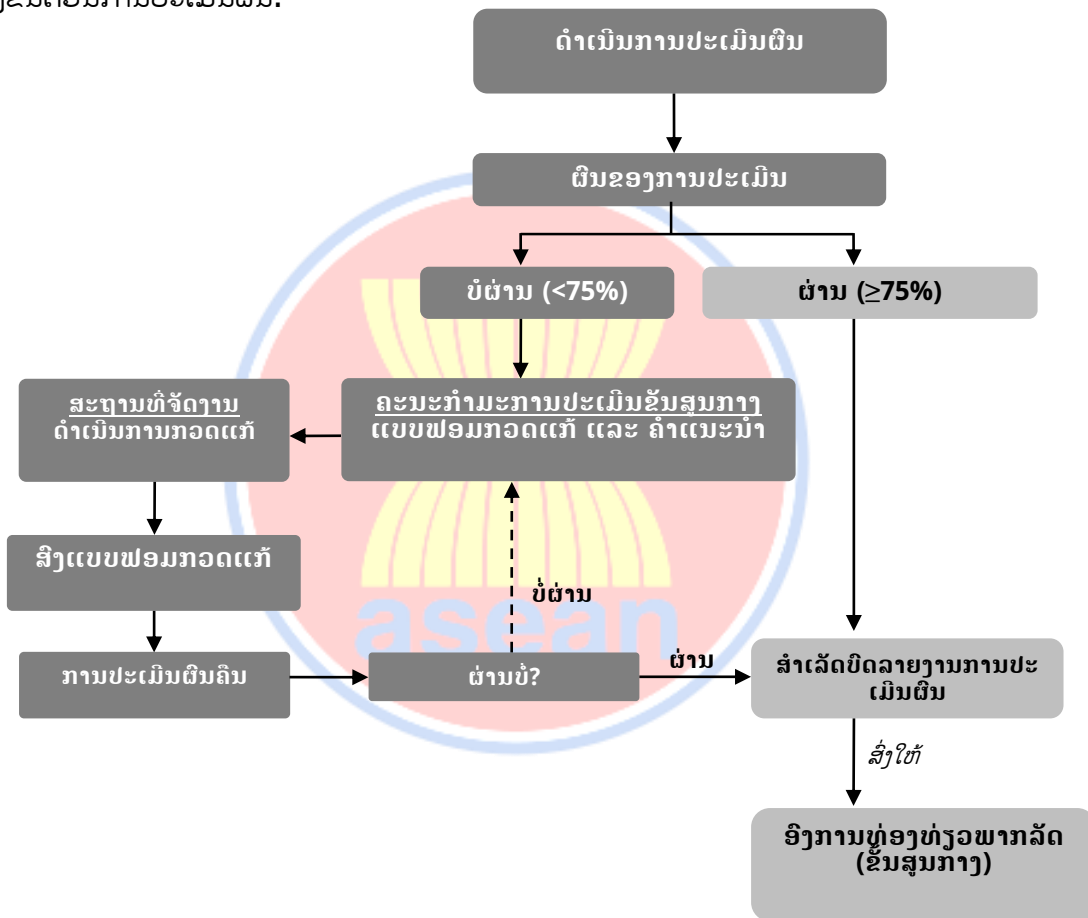 ດຳເນີນການປະເມີນຜົນ
ຜົນຂອງການປະເມີນ
ບໍ່ຜ່ານ (<75%)
ຜ່ານ (≥75%)
ສະຖານທີ່ຈັດງານ
ດຳເນີນການກວດແກ້
ຄະນະກຳມະການປະເມີນຂັ້ນສູນກາງ
ແບບຟອມກວດແກ້ ແລະ ຄຳແນະນຳ
ສົ່ງແບບຟອມກວດແກ້
ບໍ່ຜ່ານ
asean
ການປະເມີນຜົນຄືນ
ຜ່ານບໍ່?
ຜ່ານ
ສຳເລັດບົດລາຍງານການປະ
ເມີນຜົນ
ສົ່ງໃຫ້
ອົງການທ່ອງທ່ຽວພາກລັດ
(ຂັ້ນສູນກາງ)